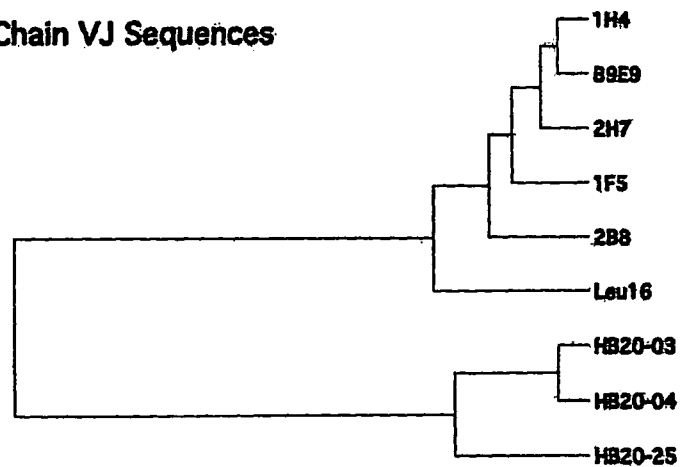 Chain VJ Sequences
1H4
B9E9
2H7
1F5
2B8
Leu16
HB20-03
HB20-04
HB20-25